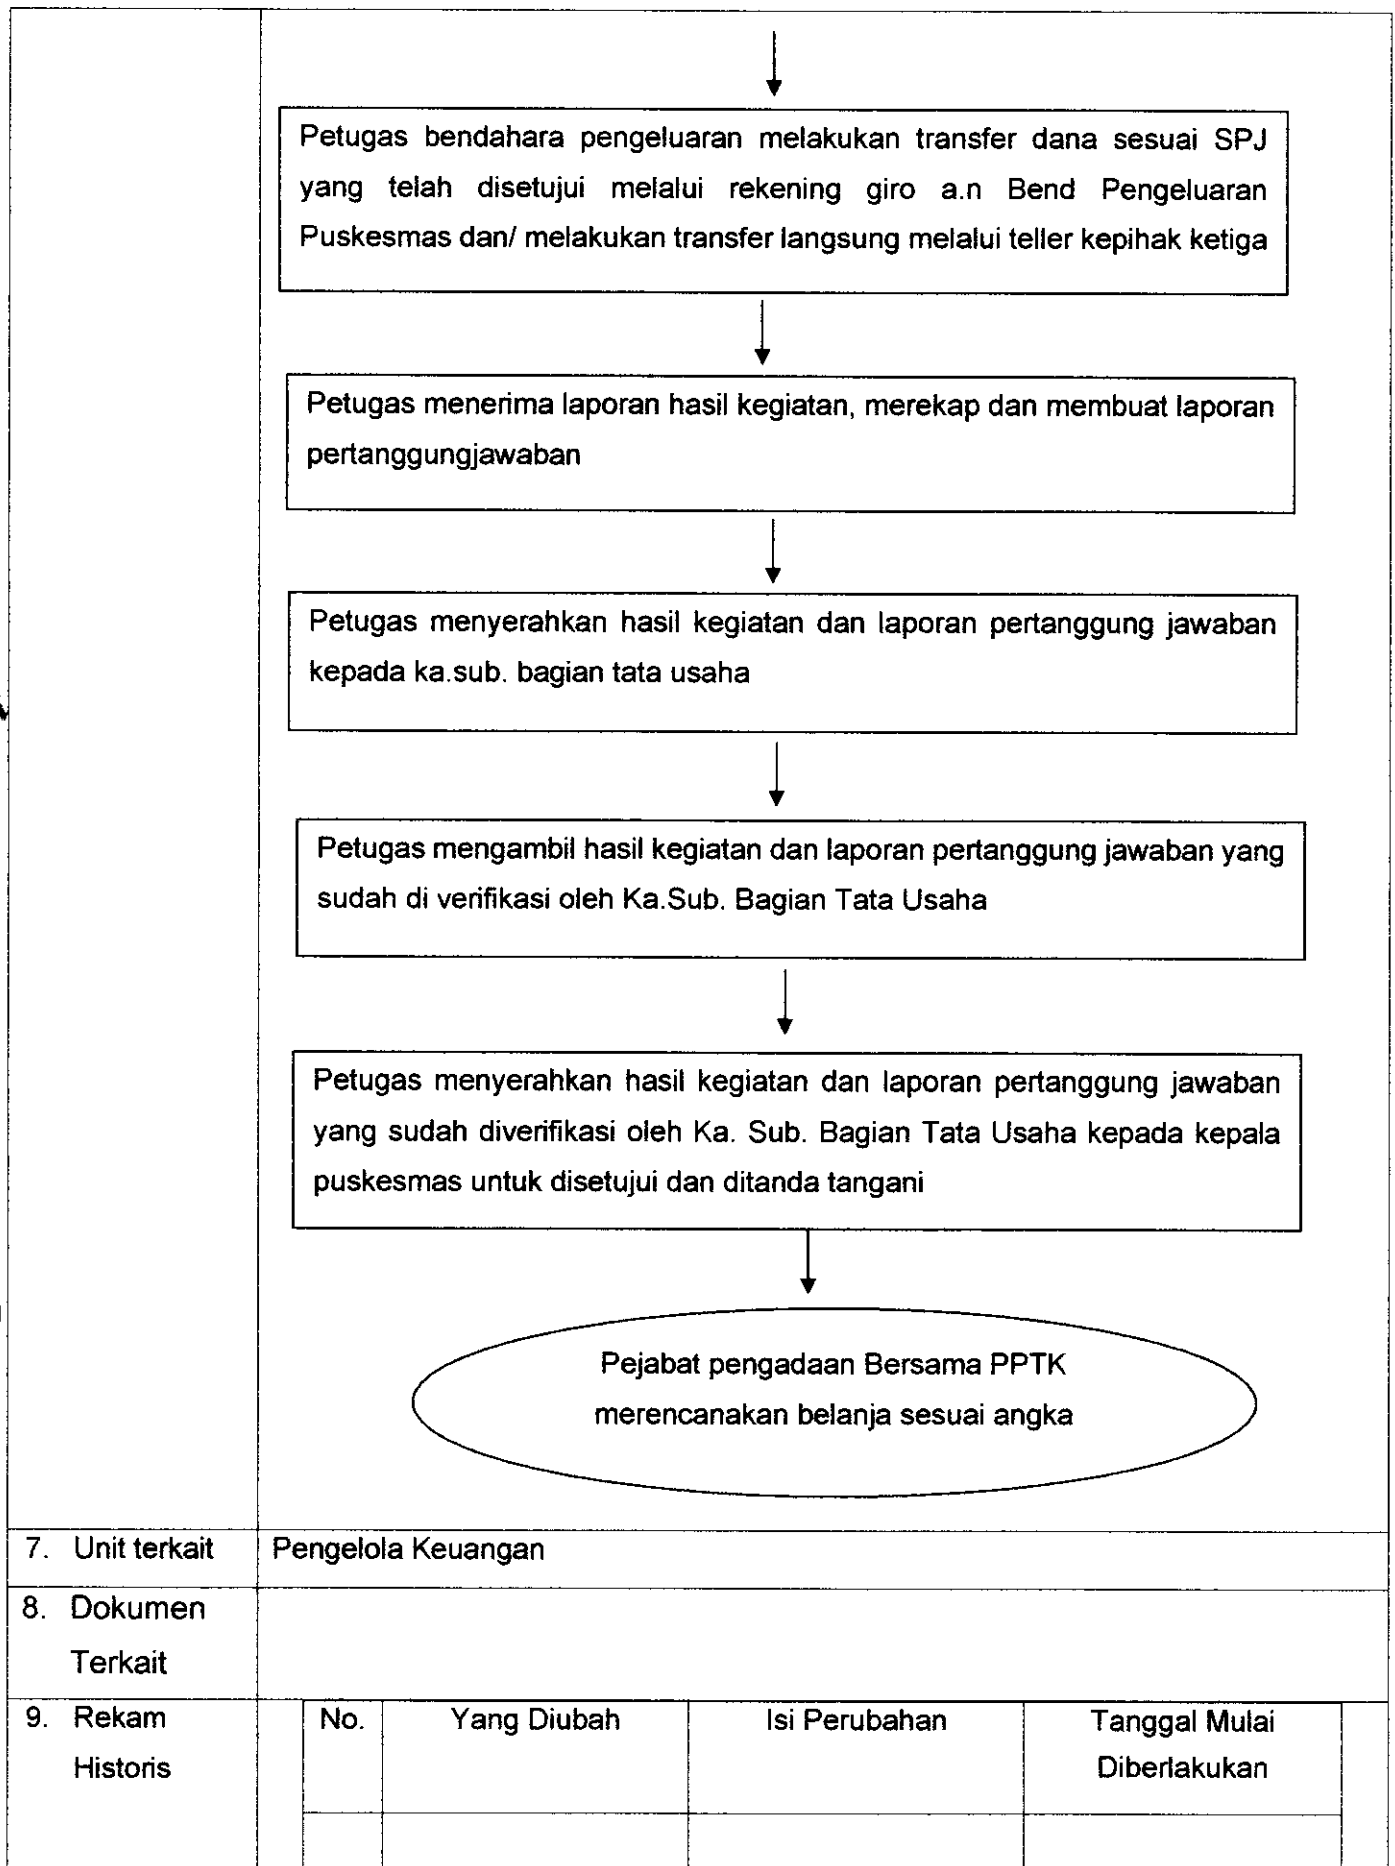 Petugas bendahara pengeluaran melakukan transfer dana sesuai SPJ
yang telah disetujui melalui rekening giro a.n Bend Pengeluaran
Puskesmas dan/ melakukan transfer langsung melalui teller kepihak ketiga
Petugas menerima laporan hasil kegiatan, merekap dan membuat laporan
pertanggungjawaban
Petugas menyerahkan hasil kegiatan dan laporan pertanggung jawaban
kepada ka.sub. bagian tata usaha
Petugas mengambil hasil kegiatan dan laporan pertanggung jawaban yang
sudah di verifikasi oleh Ka.Sub. Bagian Tata Usaha
Petugas menyerahkan hasil kegiatan dan laporan pertanggung jawaban
yang sudah diverifikasi oleh Ka. Sub. Bagian Tata Usaha kepada kepala
puskesmas untuk disetujui dan ditanda tangani
Pejabat pengadaan Bersama PPTK
merencanakan belanja sesuai angka
7. Unit terkait Pengelola Keuangan
8. Dokumen
Terkait
9. Rekam
Historis
No. Yang Diubah Isi Perubahan Tanggal Mulai
Diberlakukan